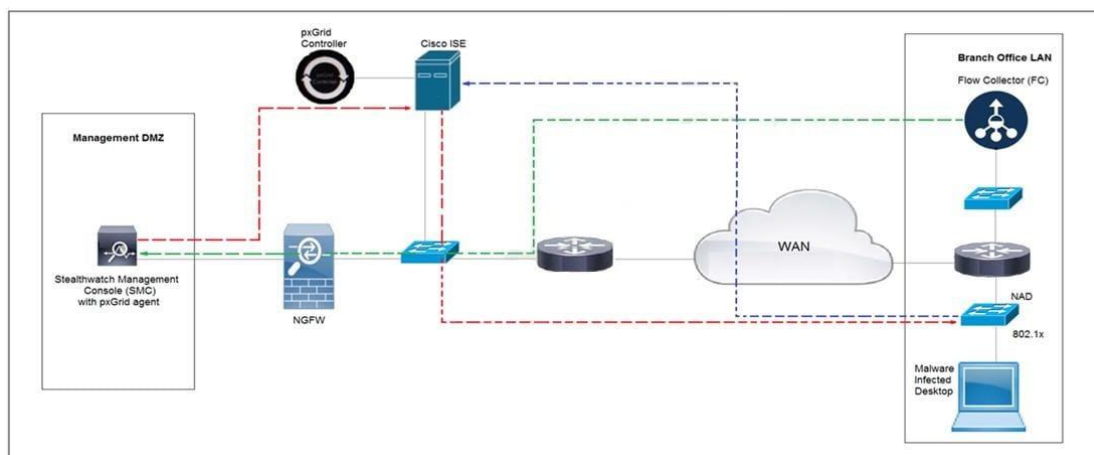 pxGrid
Controller
Cisco ISE
Branch Office LAN
Flow Collector (FC)
Management DMZ
WAN
Stealthwatch Management
Console (SMC)
with pxGrid agent
NGFW
NAD
802.1x
Malware
Infected
Desktop